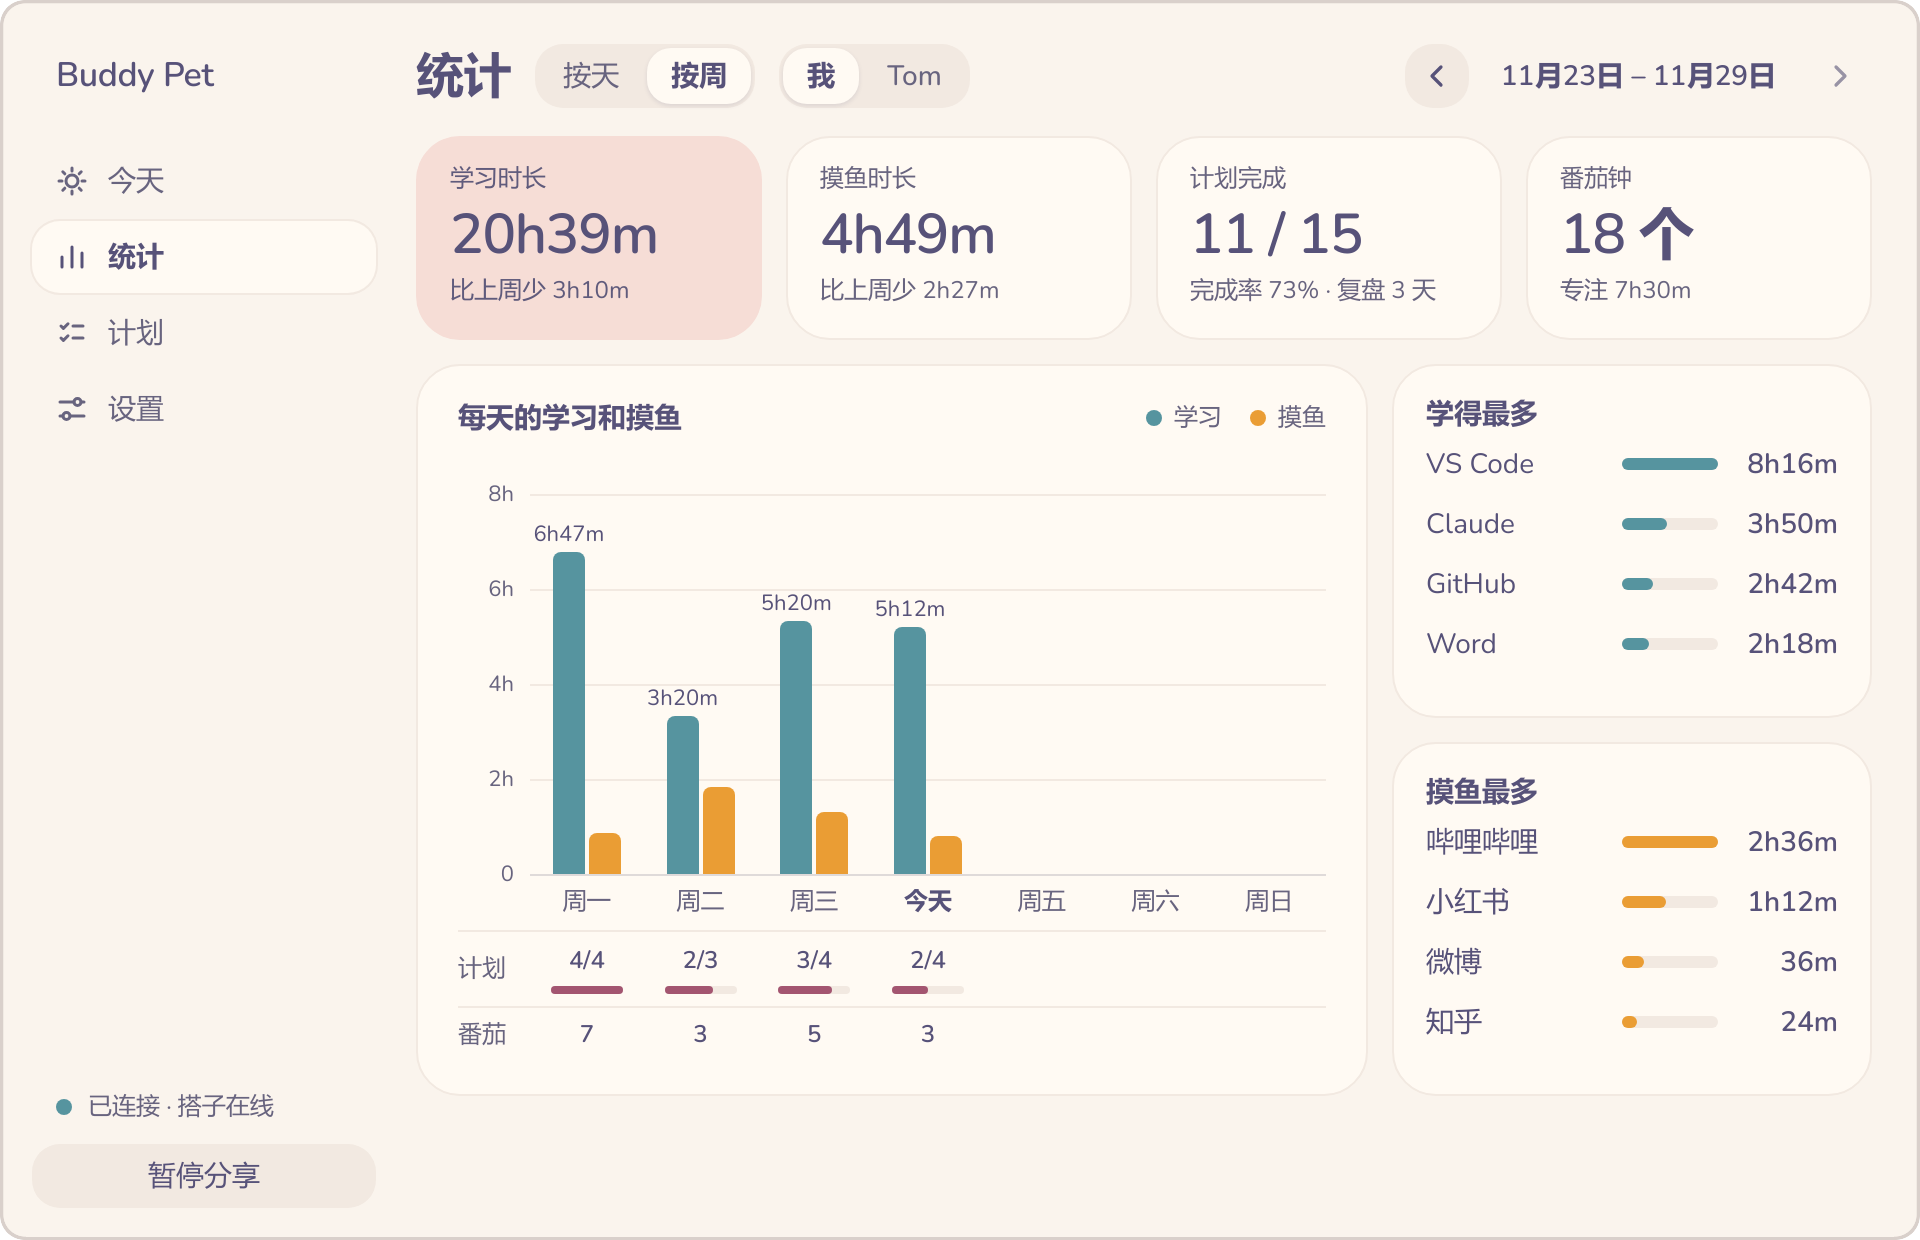 Buddy Pet
今天
统计
计划
设置
已连接 · 搭子在线
暂停分享
统计
按天 按周
我 Tom
11月23日 – 11月29日
学习时长
20h39m
比上周少 3h10m
摸鱼时长
4h49m
比上周少 2h27m
计划完成
11 / 15
完成率 73% · 复盘 3 天
番茄钟
18 个
专注 7h30m
每天的学习和摸鱼
学习 摸鱼
8h
6h47m
6h
5h20m 5h12m
4h
3h20m
2h
0
周一 周二 周三 今天 周五 周六 周日
计划 4/4 2/3 3/4 2/4
番茄 7 3 5 3
学得最多
VS Code 8h16m
Claude 3h50m
GitHub 2h42m
Word 2h18m
摸鱼最多
哔哩哔哩 2h36m
小红书 1h12m
微博 36m
知乎 24m